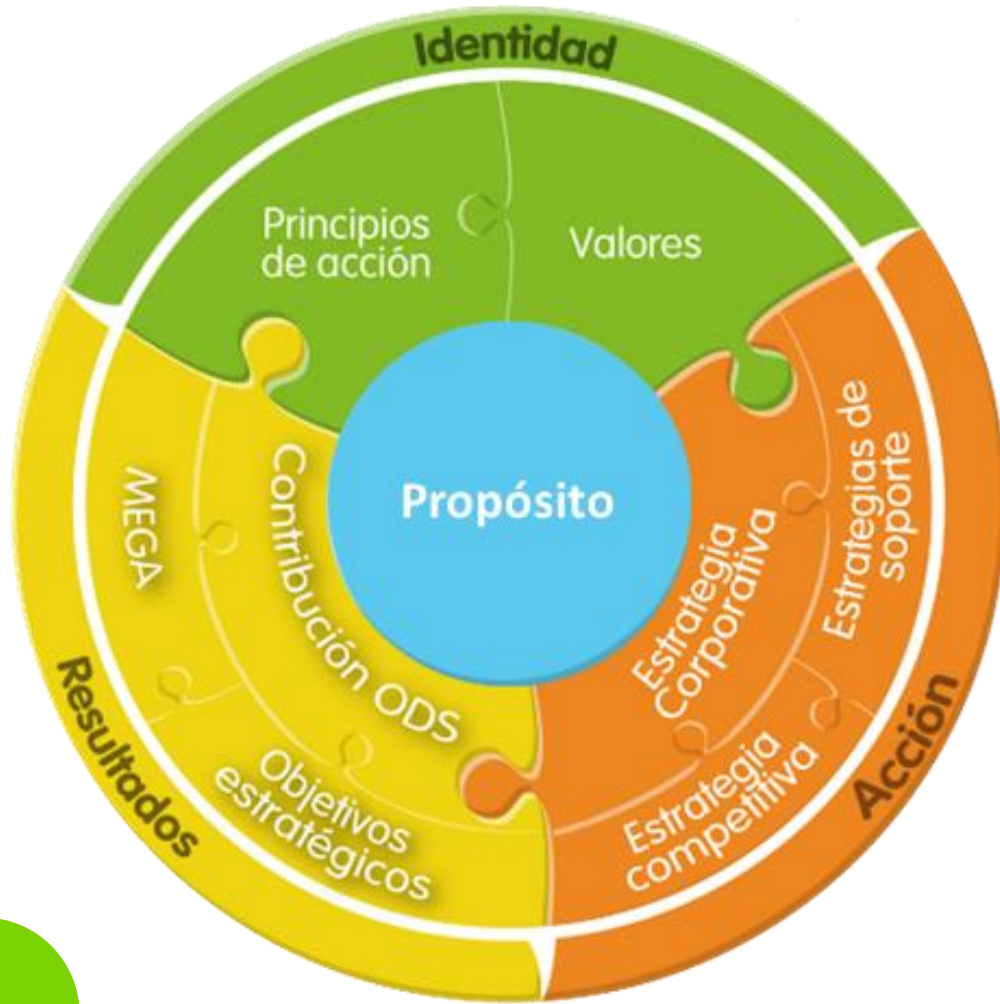 Identidad
Principios
de acción
Valores
Propósito
MEGA
Contribución ODS
Objetivos
estratégicos
Resultados
Estrategia
Corporativa
Estrategias de
soporte
Estrategia
competitiva
Acción